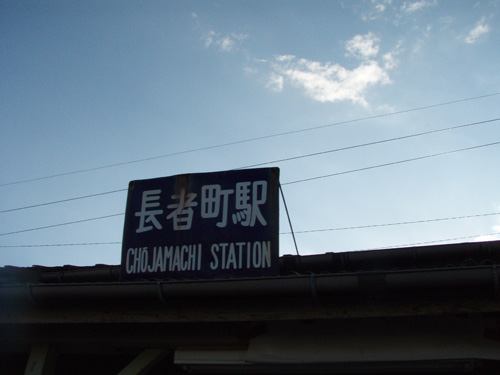 長者町駅
CHŌJAMACHI STATION